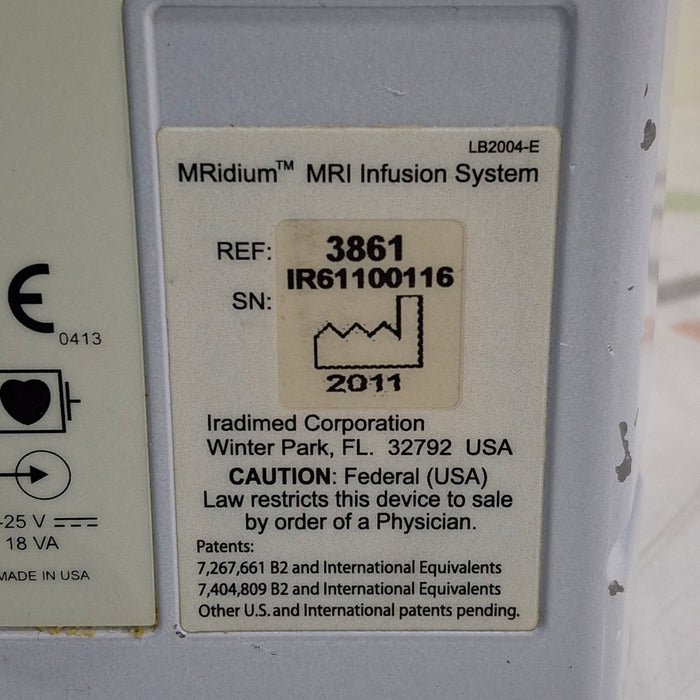 LB2004-E
MRidium™ MRI Infusion System
REF: 3861
SN: IR61100116
2011
Iradimed Corporation
Winter Park, FL. 32792 USA
CAUTION: Federal (USA)
Law restricts this device to sale
by order of a Physician.
Patents:
7,267,661 B2 and International Equivalents
7,404,809 B2 and International Equivalents
Other U.S. and International patents pending.
CE
0413
-25 V
18 VA
MADE IN USA